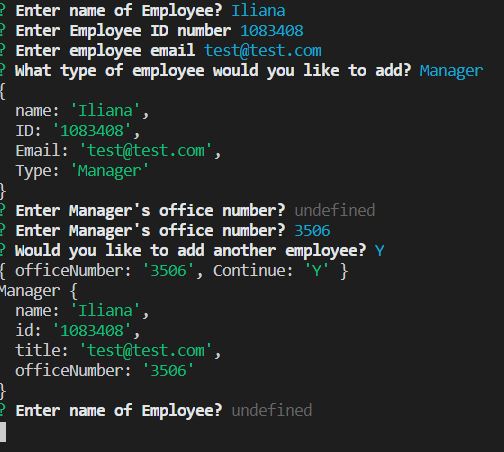 ? Enter name of Employee? Iliana
? Enter Employee ID number 1083408
? Enter employee email test@test.com
? What type of employee would you like to add? Manager
{
  name: 'Iliana',
  ID: '1083408',
  Email: 'test@test.com',
  Type: 'Manager'
}
? Enter Manager's office number? undefined
? Enter Manager's office number? 3506
? Would you like to add another employee? Y
{ officeNumber: '3506', Continue: 'Y' }
Manager {
  name: 'Iliana',
  id: '1083408',
  title: 'test@test.com',
  officeNumber: '3506'
}
? Enter name of Employee? undefined